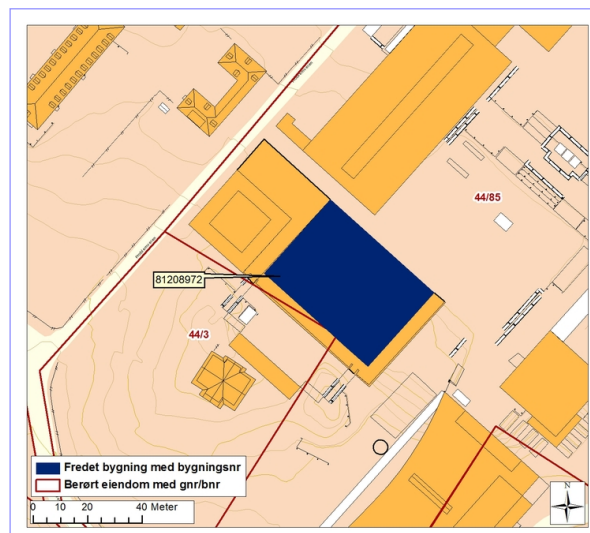 44/85
81208972
44/3
Fredet bygning med bygningsnr
Berørt eiendom med gnr/bnr
0 10 20 40 Meter
N